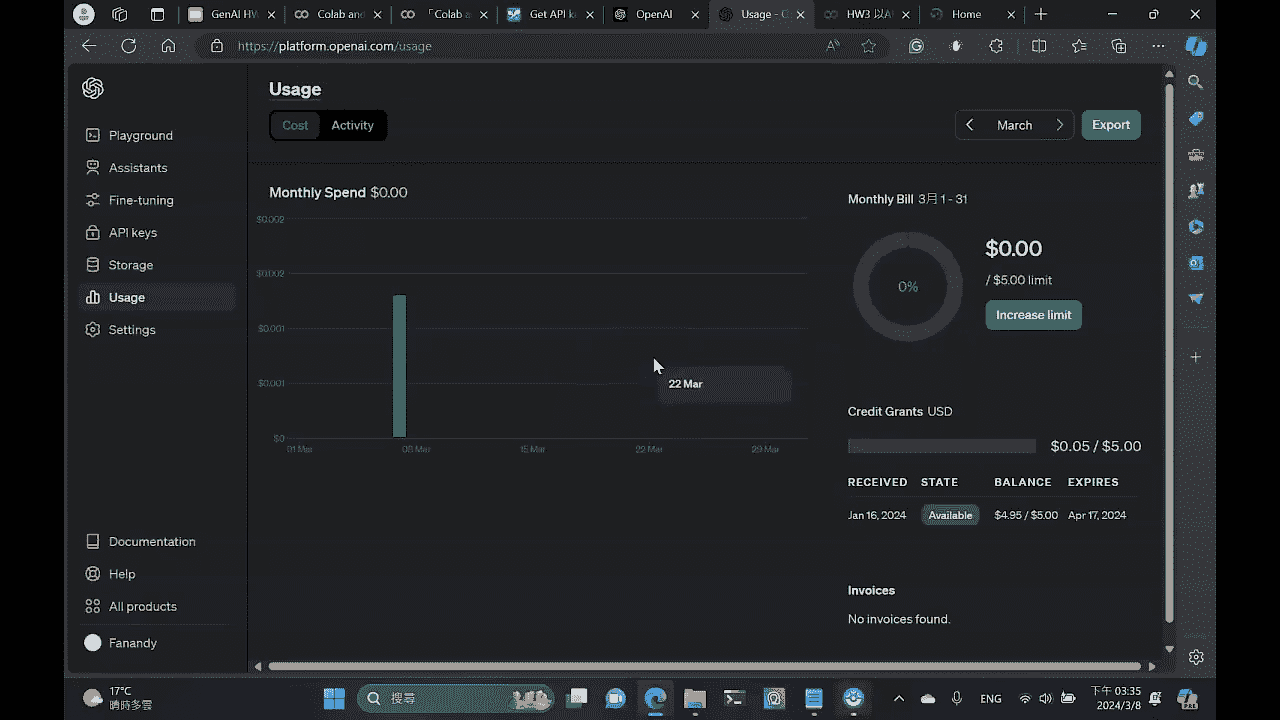 GenAI HW
Colab and
「Colab a
Get API k
OpenAI
Usage - C
HW3 以A
Home
https://platform.openai.com/usage
Playground
Assistants
Fine-tuning
API keys
Storage
Usage
Settings
Documentation
Help
All products
Fanandy
Usage
Cost
Activity
March
Export
Monthly Spend $0.00
$0.002
$0.002
$0.001
$0.001
$0
01 Mar
08 Mar
15 Mar
22 Mar
29 Mar
22 Mar
Monthly Bill 3月 1 - 31
0%
$0.00
/ $5.00 limit
Increase limit
Credit Grants USD
$0.05 / $5.00
RECEIVED STATE BALANCE EXPIRES
Jan 16, 2024 Available $4.95 / $5.00 Apr 17, 2024
Invoices
No invoices found.
17°C
搜尋
ENG
下午 03:35
2024/3/8